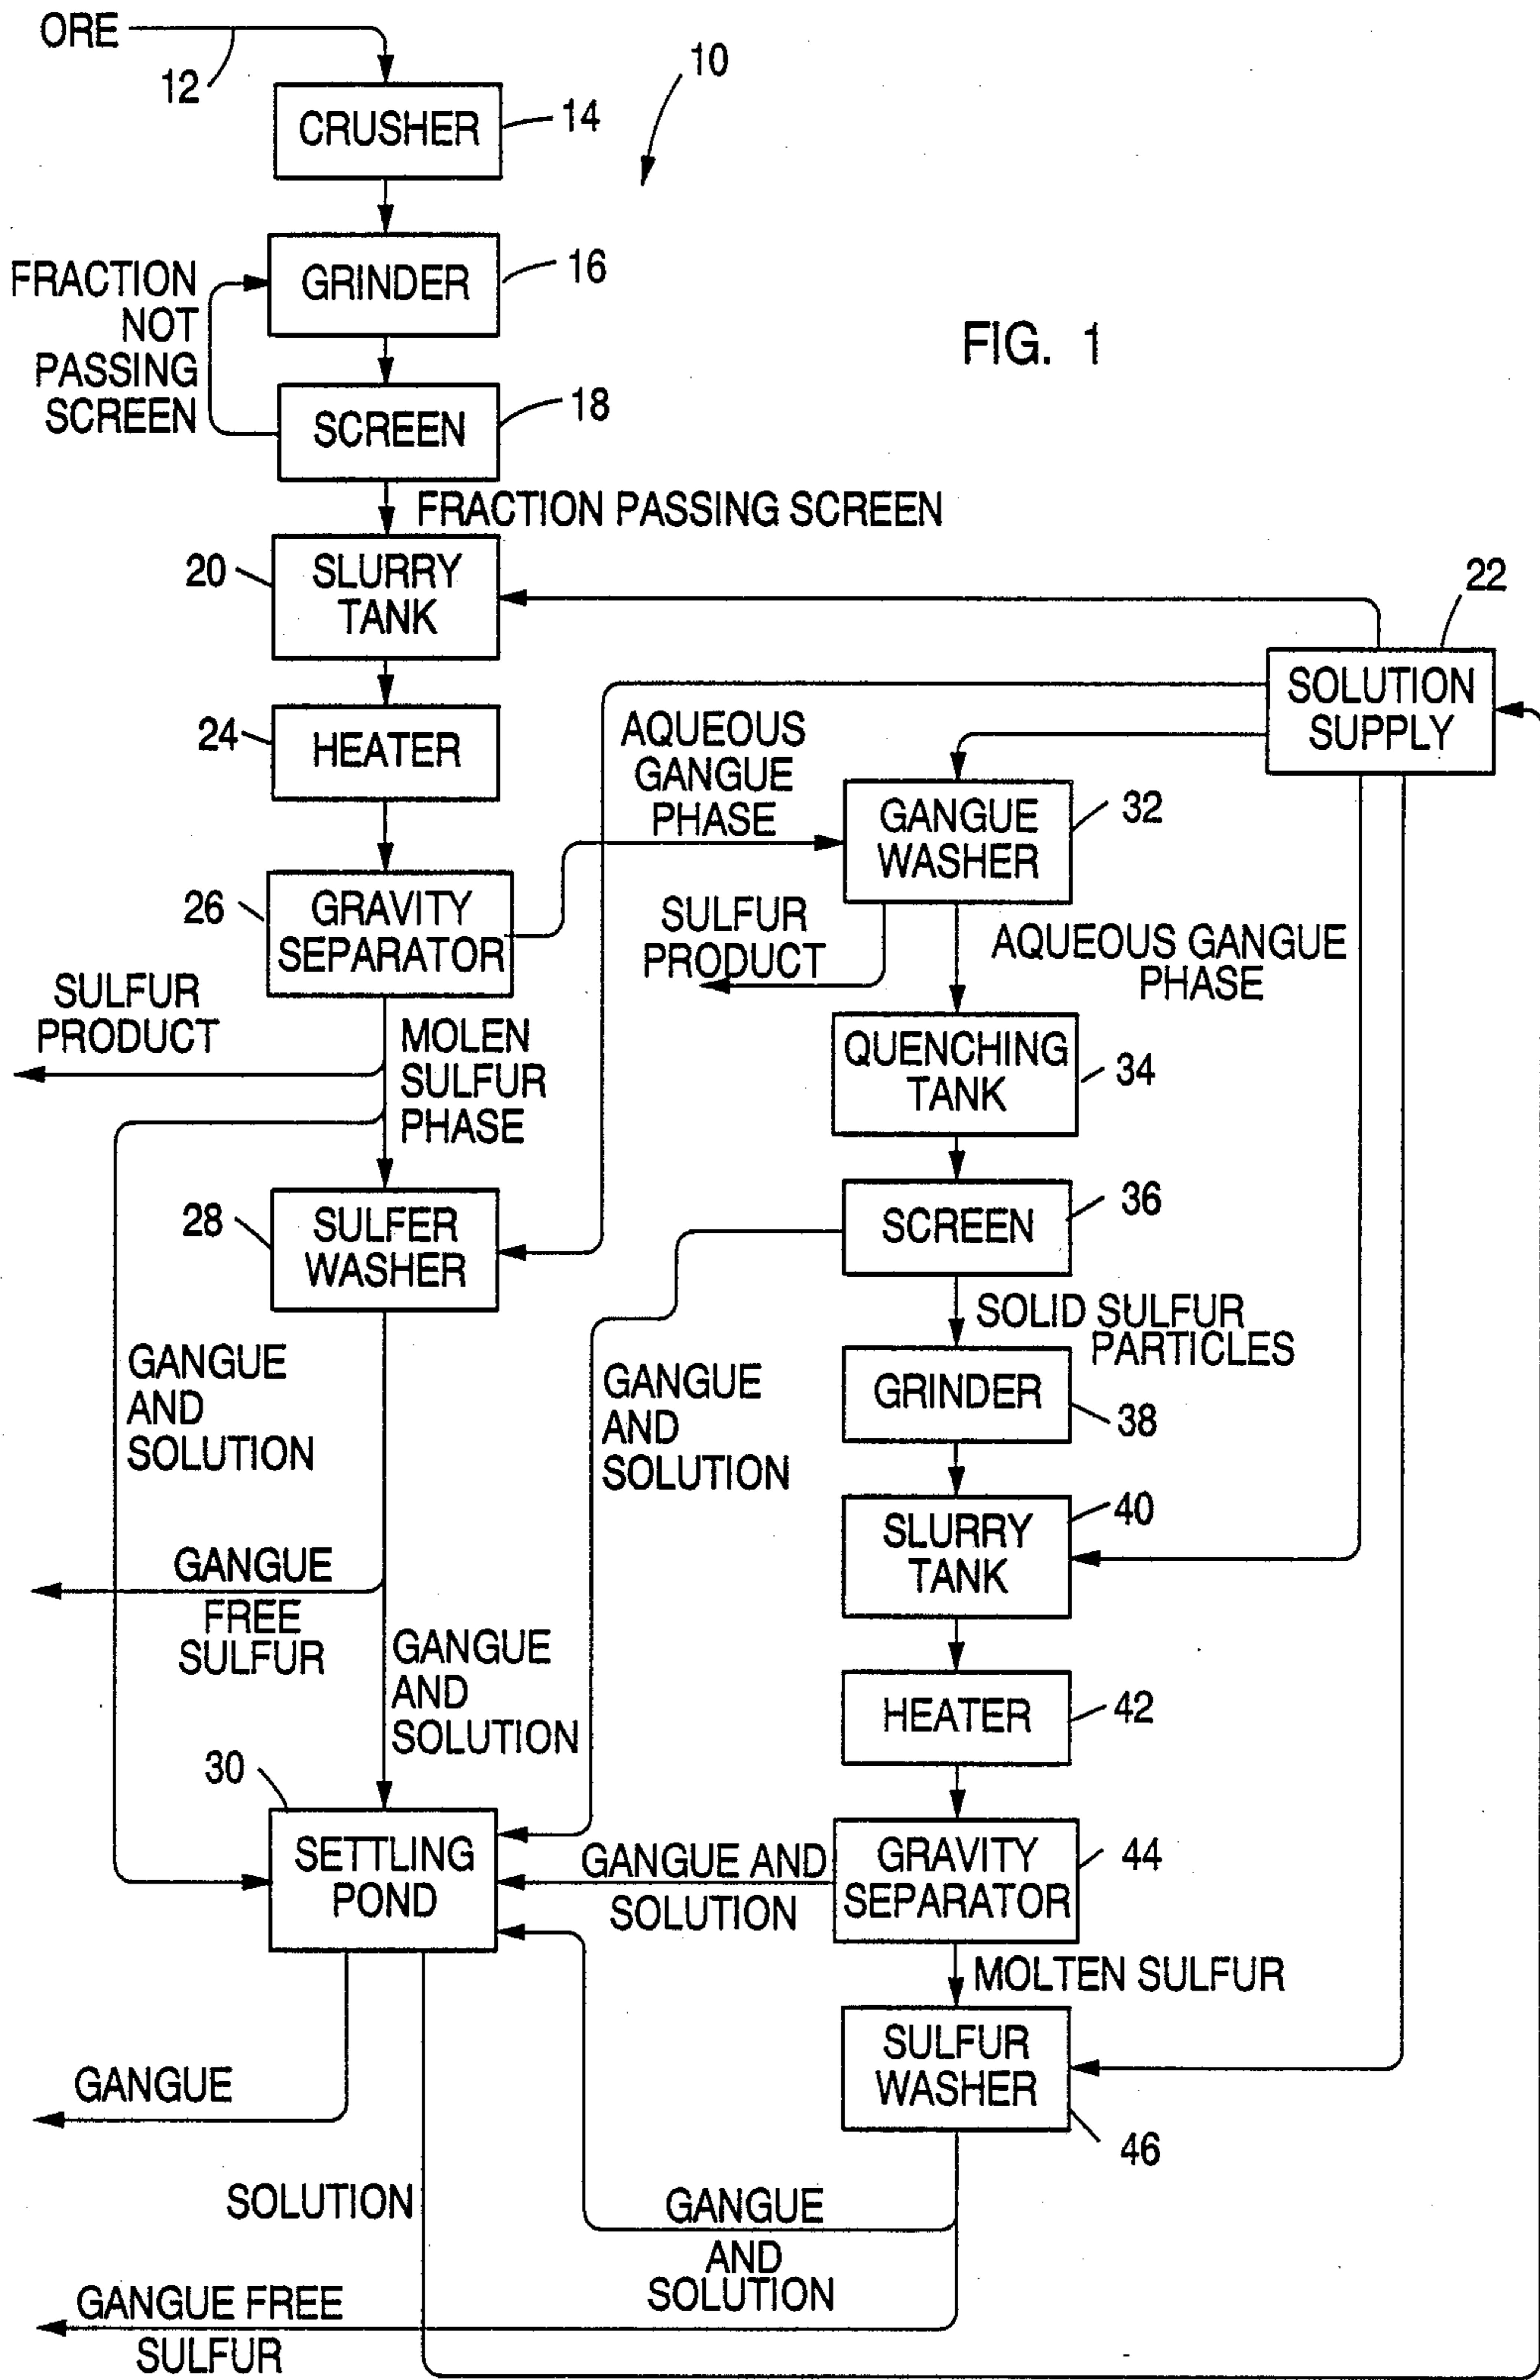 ORE
12
10
CRUSHER
14
GRINDER
16
FRACTION
NOT
PASSING
SCREEN
FIG. 1
SCREEN
18
FRACTION PASSING SCREEN
SLURRY
TANK
20
22
SOLUTION
SUPPLY
HEATER
24
AQUEOUS
GANGUE
PHASE
GANGUE
WASHER
32
GRAVITY
SEPARATOR
26
SULFUR
PRODUCT
AQUEOUS GANGUE
PHASE
SULFUR
PRODUCT
MOLEN
SULFUR
PHASE
QUENCHING
TANK
34
SULFER
WASHER
28
SCREEN
36
SOLID SULFUR
PARTICLES
GANGUE
AND
SOLUTION
GANGUE
AND
SOLUTION
GRINDER
38
SLURRY
TANK
40
GANGUE
FREE
SULFUR
GANGUE
AND
SOLUTION
HEATER
42
30
SETTLING
POND
GANGUE AND
SOLUTION
GRAVITY
SEPARATOR
44
MOLTEN SULFUR
SULFUR
WASHER
46
GANGUE
SOLUTION
GANGUE
AND
SOLUTION
GANGUE FREE
SULFUR